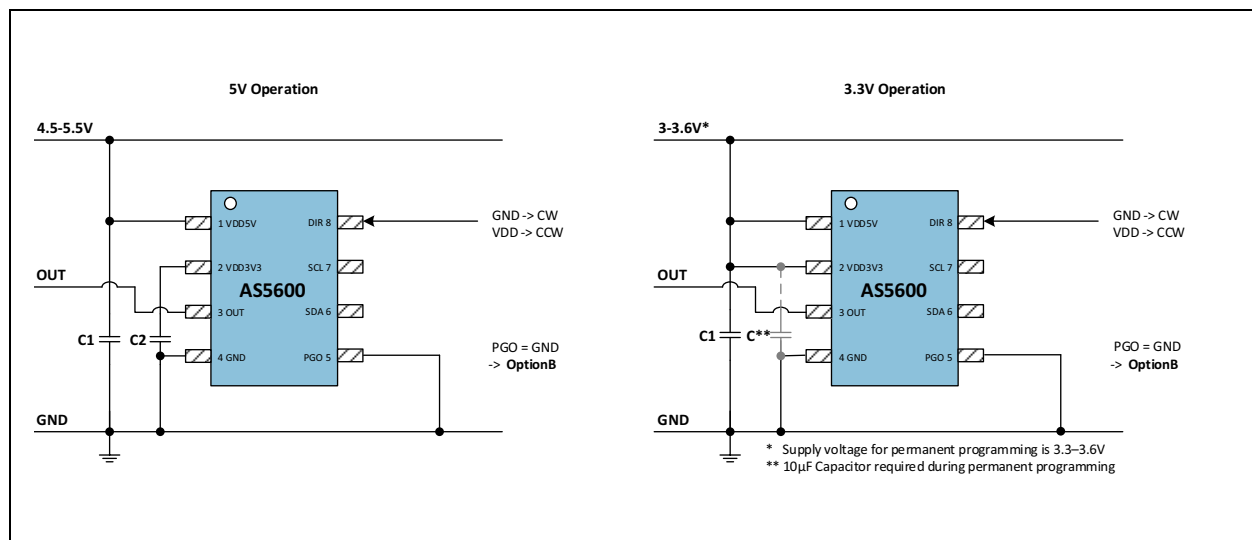 5V Operation
4.5-5.5V
1 VDD5V
DIR 8
GND -> CW
VDD -> CCW
2 VDD3V3
SCL 7
OUT
AS5600
3 OUT
SDA 6
C1
C2
4 GND
PGO 5
PGO = GND
-> OptionB
GND
3.3V Operation
3-3.6V*
1 VDD5V
DIR 8
GND -> CW
VDD -> CCW
2 VDD3V3
SCL 7
OUT
AS5600
3 OUT
SDA 6
C1
C**
4 GND
PGO 5
PGO = GND
-> OptionB
GND
* Supply voltage for permanent programming is 3.3–3.6V
** 10µF Capacitor required during permanent programming